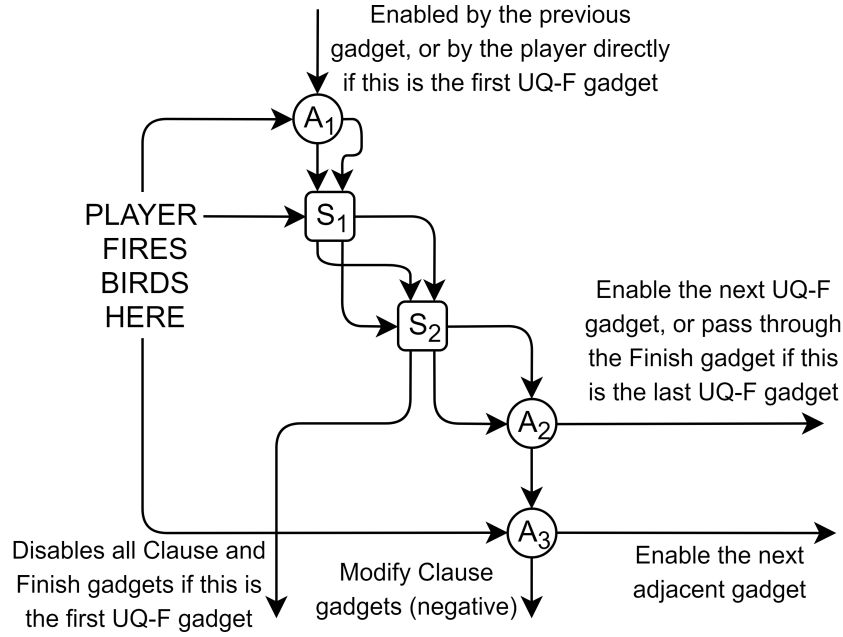 Enabled by the previous
gadget, or by the player directly
if this is the first UQ-F gadget
A1
PLAYER
FIRES
BIRDS
HERE
S1
S2
Enable the next UQ-F
gadget, or pass through
the Finish gadget if this
is the last UQ-F gadget
A2
A3
Disables all Clause and
Finish gadgets if this is
the first UQ-F gadget
Modify Clause
gadgets (negative)
Enable the next
adjacent gadget